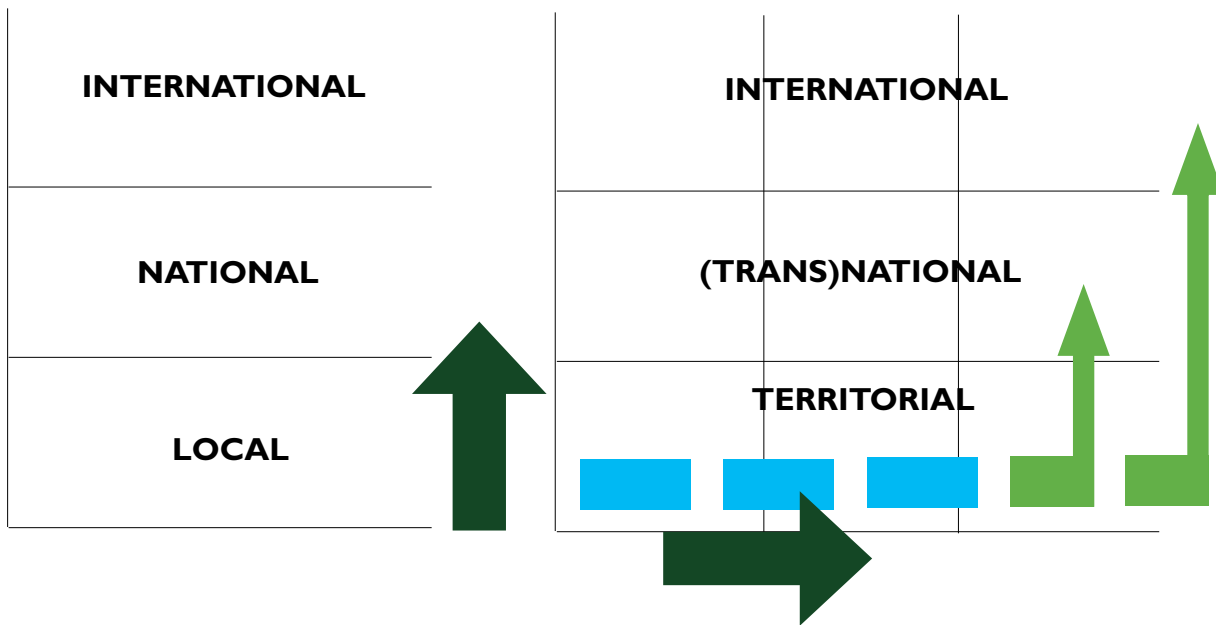 INTERNATIONAL
NATIONAL
LOCAL
INTERNATIONAL
(TRANS)NATIONAL
TERRITORIAL